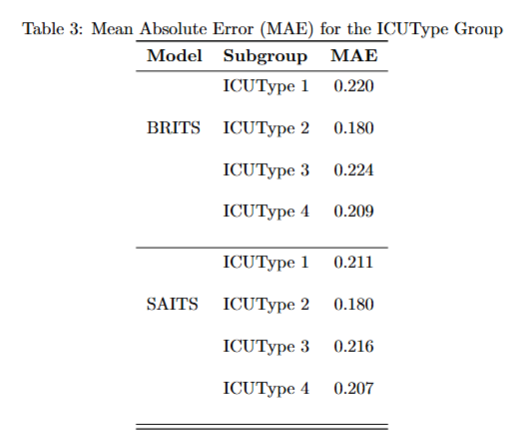 Table 3: Mean Absolute Error (MAE) for the ICUType Group
Model Subgroup MAE
ICUType 1 0.220
BRITS ICUType 2 0.180
ICUType 3 0.224
ICUType 4 0.209
ICUType 1 0.211
SAITS ICUType 2 0.180
ICUType 3 0.216
ICUType 4 0.207